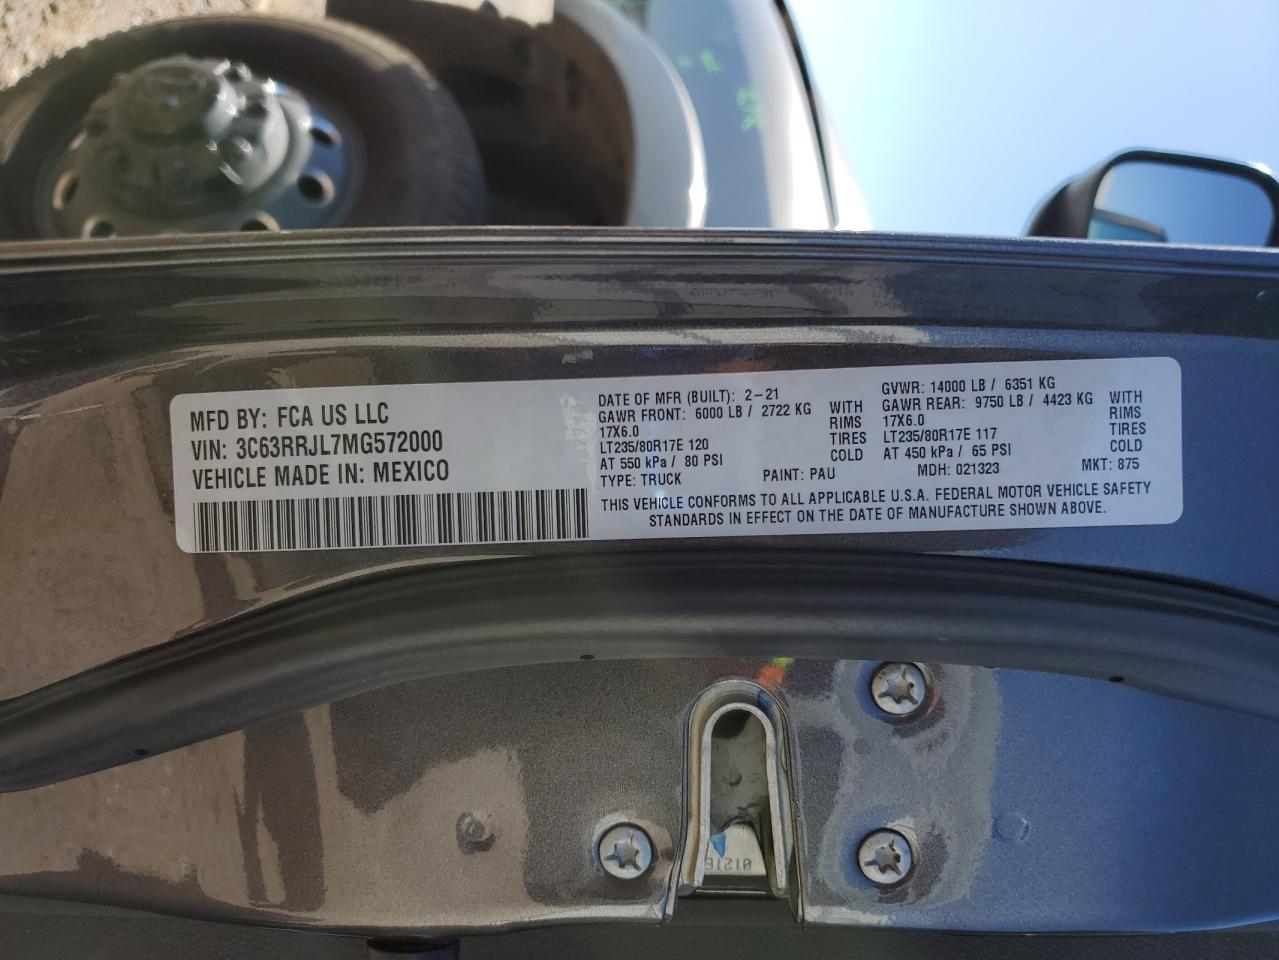 MFD BY: FCA US LLC
VIN: 3C63RRJL7MG572000
VEHICLE MADE IN: MEXICO
DATE OF MFR (BUILT): 2-21
GAWR FRONT: 6000 LB / 2722 KG WITH
17X6.0 RIMS
LT235/80R17E 120 TIRES
AT 550 kPa / 80 PSI COLD
TYPE: TRUCK PAINT: PAU
GVWR: 14000 LB / 6351 KG
GAWR REAR: 9750 LB / 4423 KG WITH
17X6.0 RIMS
LT235/80R17E 117 TIRES
AT 450 kPa / 65 PSI COLD
MDH: 021323 MKT: 875
THIS VEHICLE CONFORMS TO ALL APPLICABLE U.S.A. FEDERAL MOTOR VEHICLE SAFETY
STANDARDS IN EFFECT ON THE DATE OF MANUFACTURE SHOWN ABOVE.